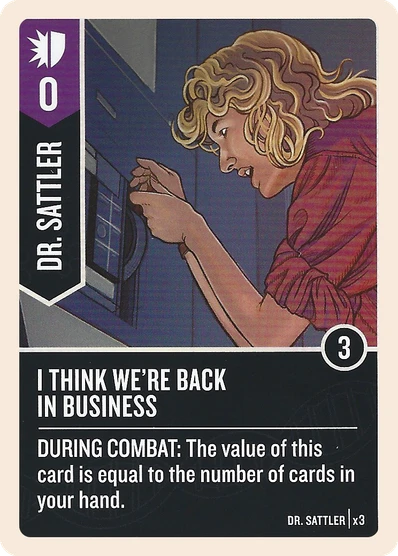 0
DR. SATTLER
3
I THINK WE'RE BACK
IN BUSINESS
DURING COMBAT: The value of this
card is equal to the number of cards in
your hand.
DR. SATTLER | x3